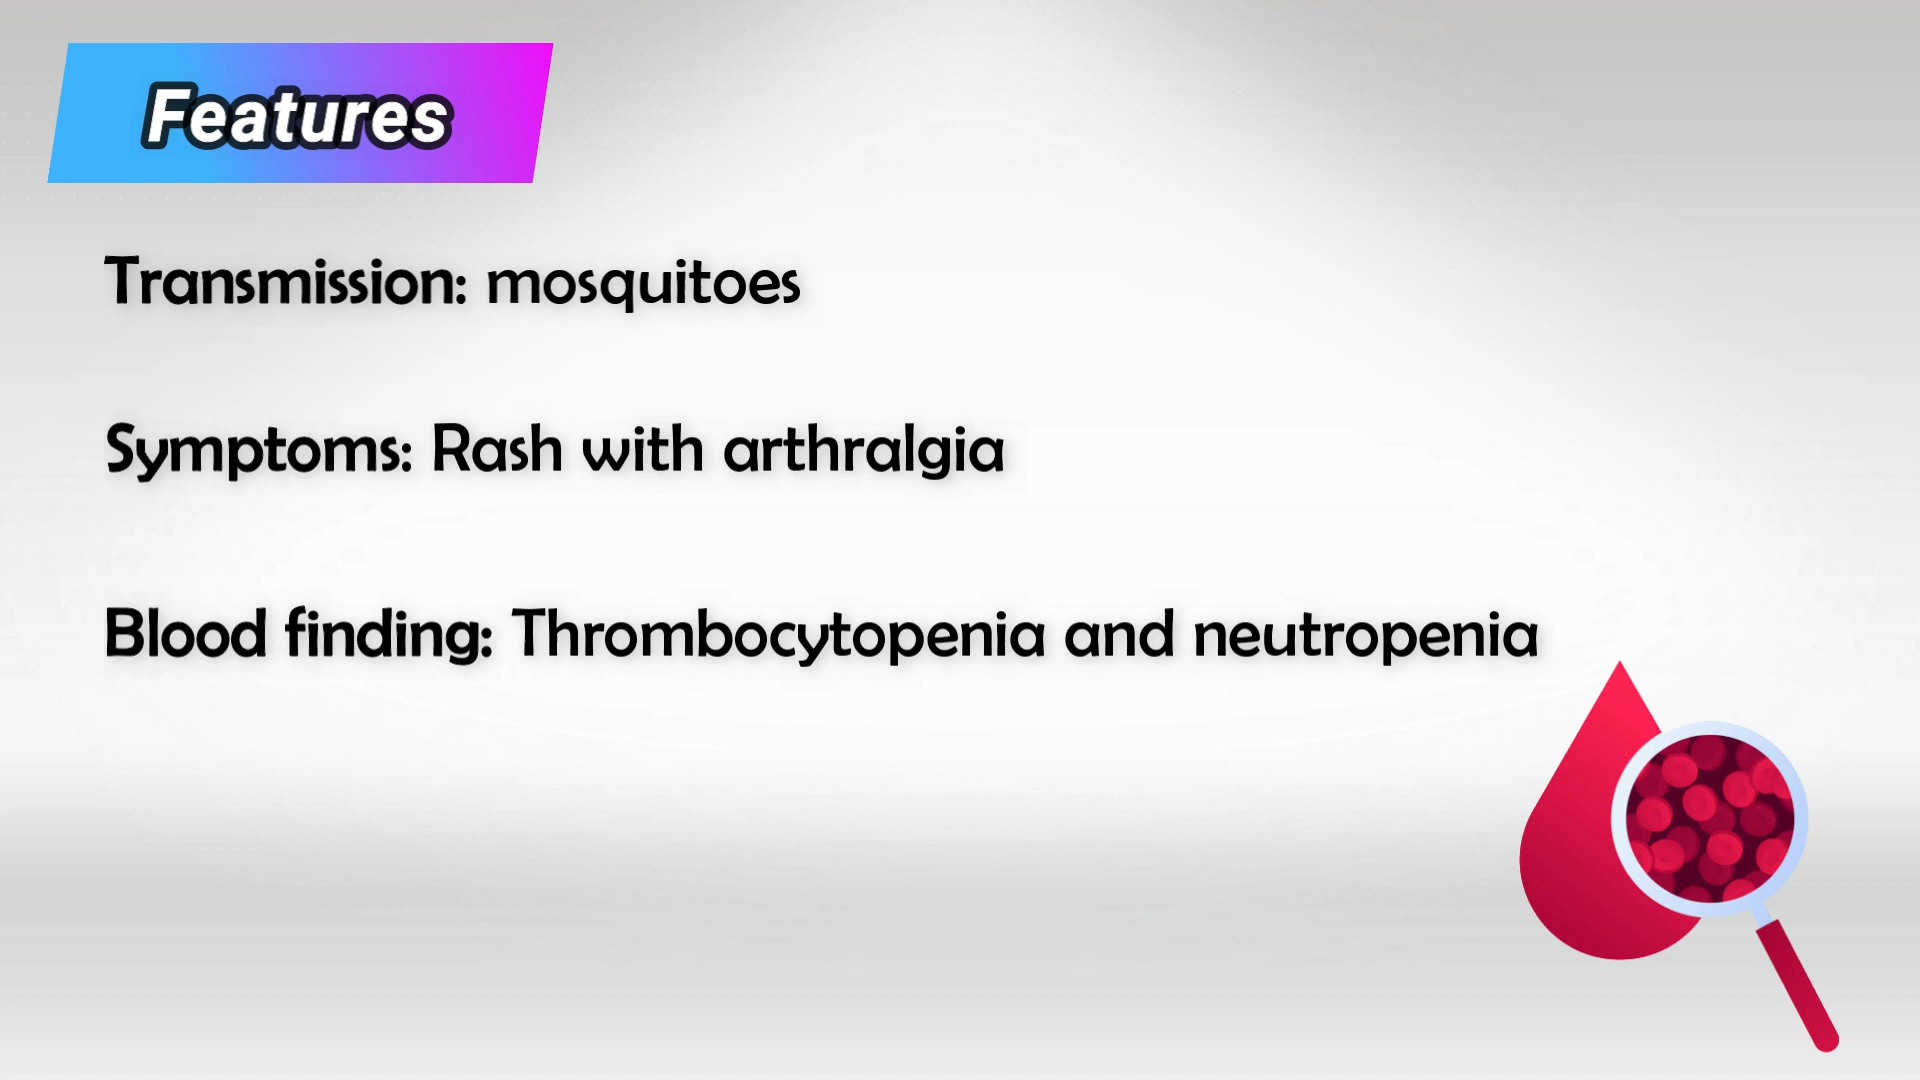 Features
Transmission: mosquitoes
Symptoms: Rash with arthralgia
Blood finding: Thrombocytopenia and neutropenia